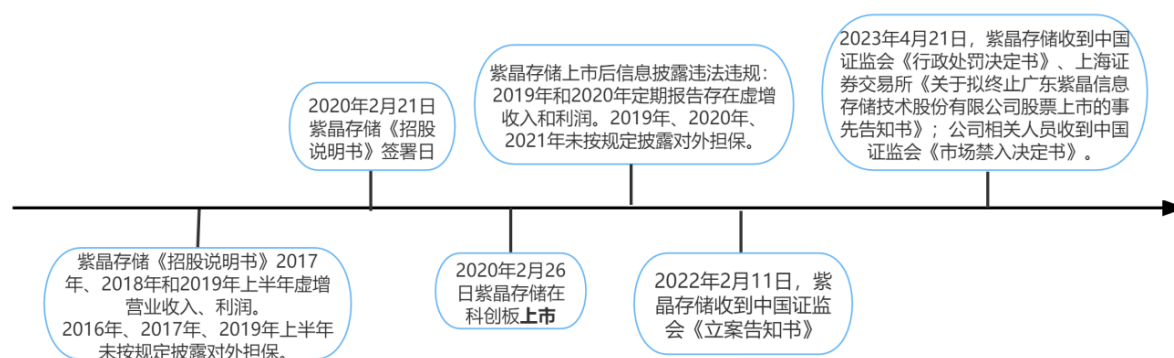 2020年2月21日
紫晶存储《招股
说明书》签署日
紫晶存储上市后信息披露违法违规：
2019年和2020年定期报告存在虚增
收入和利润。2019年、2020年、
2021年未按规定披露对外担保。
2023年4月21日，紫晶存储收到中国
证监会《行政处罚决定书》、上海证
券交易所《关于拟终止广东紫晶信息
存储技术股份有限公司股票上市的事
先告知书》；公司相关人员收到中国
证监会《市场禁入决定书》。
紫晶存储《招股说明书》2017
年、2018年和2019年上半年虚增
营业收入、利润。
2016年、2017年、2019年上半年
未按规定披露对外担保。
2020年2月26
日紫晶存储在
科创板上市
2022年2月11日，紫
晶存储收到中国证监
会《立案告知书》